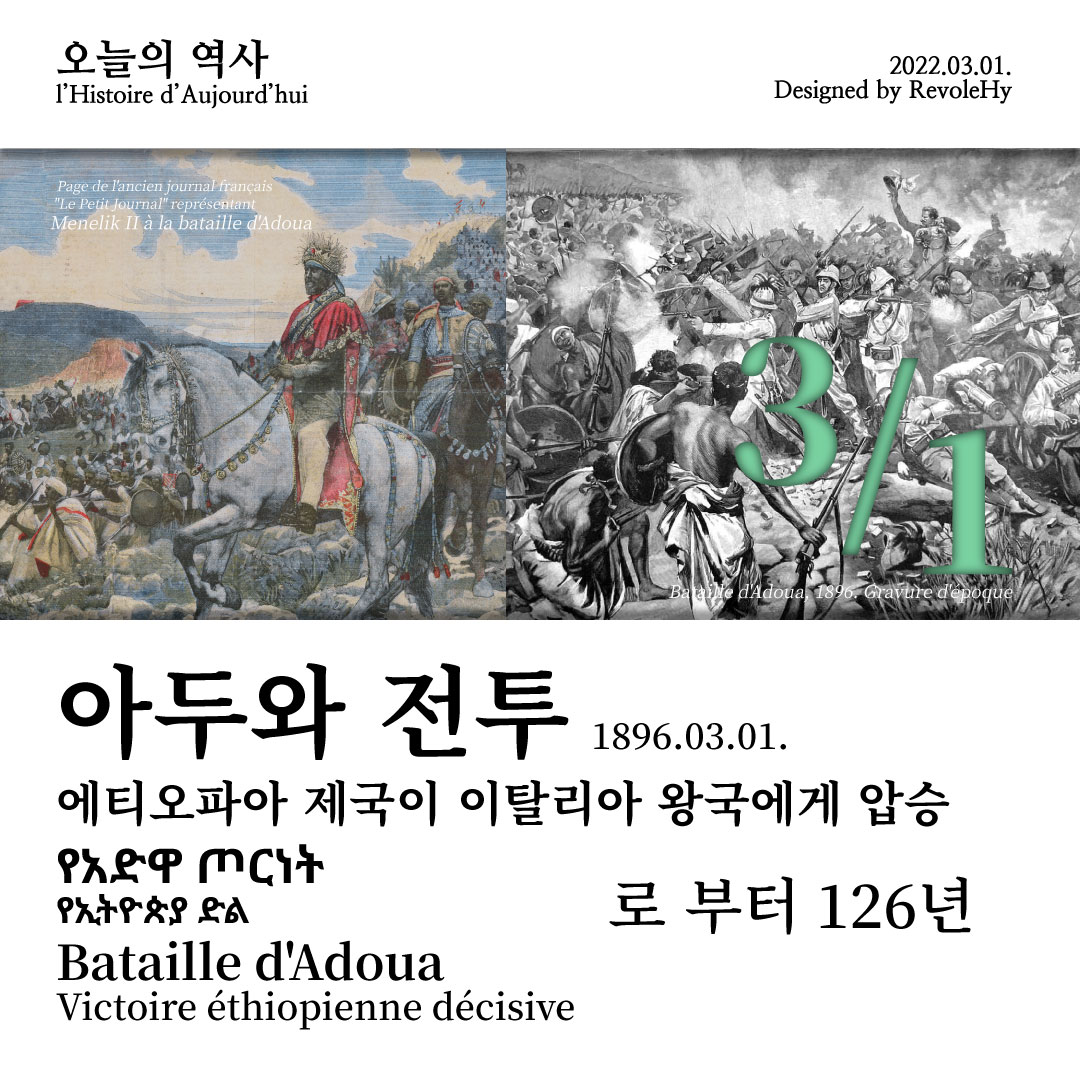 오늘의 역사
l’Histoire d’Aujourd’hui
2022.03.01.
Designed by RevoleHy
Page de l'ancien journal français
"Le Petit Journal" représentant
Menelik II à la bataille d'Adoua
3/1
Bataille d'Adoua, 1896. Gravure d'époque
아두와 전투 1896.03.01.
에티오파아 제국이 이탈리아 왕국에게 압승
የአድዋ ጦርነት
የኢትዮጵያ ድል
로 부터 126년
Bataille d'Adoua
Victoire éthiopienne décisive